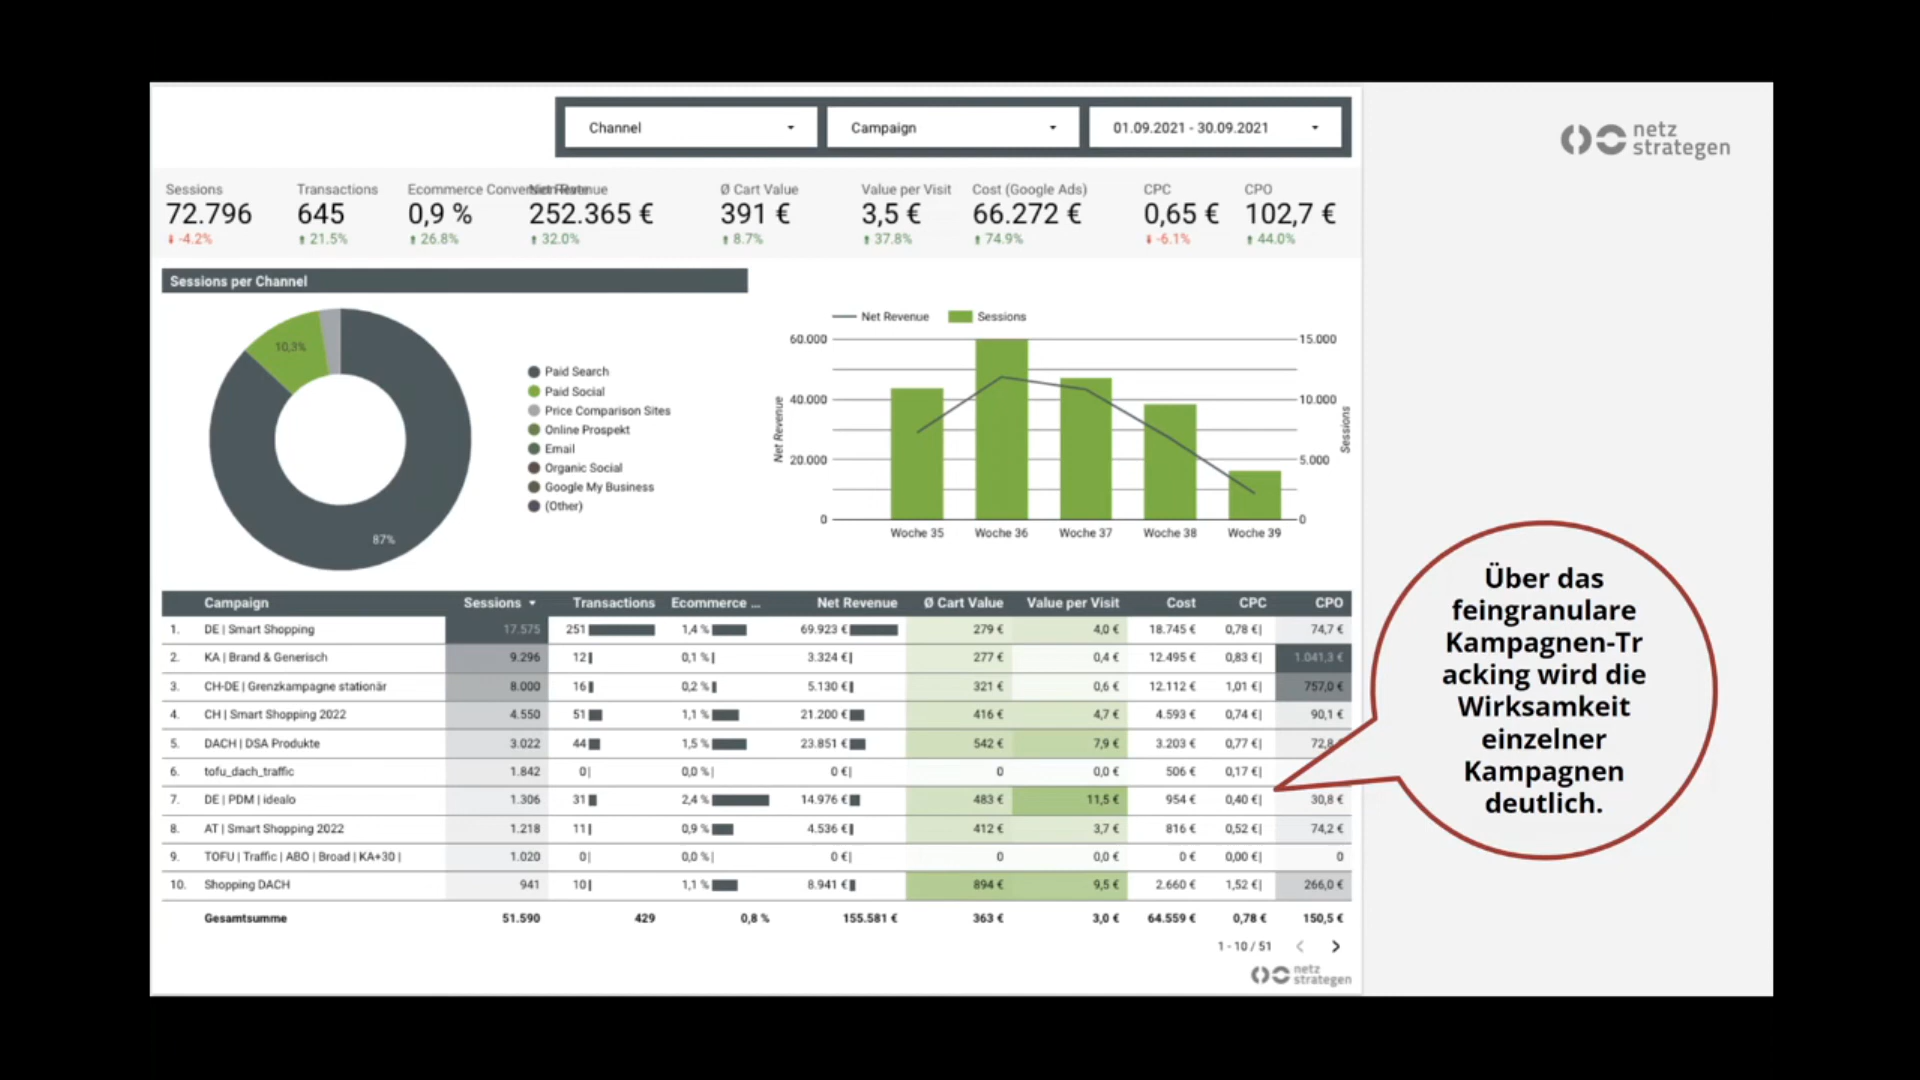 Channel
Campaign
01.09.2021 - 30.09.2021
netz
strategen
Sessions
72.796
-4.2%
Transactions
645
21.5%
Ecommerce Conversion Rate
0,9 %
26.8%
Net Revenue
252.365 €
32.0%
Ø Cart Value
391 €
8.7%
Value per Visit
3,5 €
37.8%
Cost (Google Ads)
66.272 €
74.9%
CPC
0,65 €
-6.1%
CPO
102,7 €
44.0%
Sessions per Channel
10,3%
87%
Paid Search
Paid Social
Price Comparison Sites
Online Prospekt
Email
Organic Social
Google My Business
(Other)
Net Revenue Sessions
60.000
40.000
20.000
0
Net Revenue
15.000
10.000
5.000
0
Sessions
Woche 35 Woche 36 Woche 37 Woche 38 Woche 39
Campaign Sessions Transactions Ecommerce ... Net Revenue Ø Cart Value Value per Visit Cost CPC CPO
1. DE | Smart Shopping 17.575 251 1,4 % 69.923 € 279 € 4,0 € 18.745 € 0,78 € 74,7 €
2. KA | Brand & Generisch 9.296 12 0,1 % 3.324 € 277 € 0,4 € 12.495 € 0,83 € 1.041,3 €
3. CH-DE | Grenzkampagne stationär 8.000 16 0,2 % 5.130 € 321 € 0,6 € 12.112 € 1,01 € 757,0 €
4. CH | Smart Shopping 2022 4.550 51 1,1 % 21.200 € 416 € 4,7 € 4.593 € 0,74 € 90,1 €
5. DACH | DSA Produkte 3.022 44 1,5 % 23.851 € 542 € 7,9 € 3.203 € 0,77 € 72,8
6. tofu_dach_traffic 1.842 0 0,0 % 0 € 0 0,0 € 506 € 0,17 €
7. DE | PDM | idealo 1.306 31 2,4 % 14.976 € 483 € 11,5 € 954 € 0,40 € 30,8 €
8. AT | Smart Shopping 2022 1.218 11 0,9 % 4.536 € 412 € 3,7 € 816 € 0,52 € 74,2 €
9. TOFU | Traffic | ABO | Broad | KA+30 | 1.020 0 0,0 % 0 € 0 0,0 € 0 € 0,00 € 0
10. Shopping DACH 941 10 1,1 % 8.941 € 894 € 9,5 € 2.660 € 1,52 € 266,0 €
Gesamtsumme 51.590 429 0,8 % 155.581 € 363 € 3,0 € 64.559 € 0,78 € 150,5 €
1 - 10 / 51
netz
strategen
Über das
feingranulare
Kampagnen-Tr
acking wird die
Wirksamkeit
einzelner
Kampagnen
deutlich.